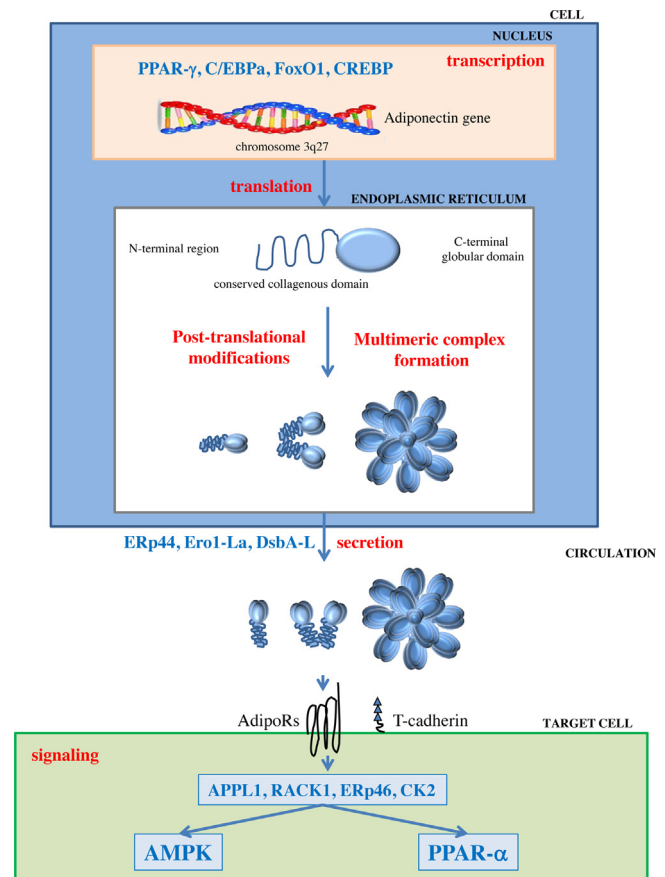 CELL
NUCLEUS
transcription
PPAR-γ, C/EBPa, FoxO1, CREBP
Adiponectin gene
chromosome 3q27
translation
ENDOPLASMIC RETICULUM
N-terminal region
C-terminal
globular domain
conserved collagenous domain
Post-translational
modifications
Multimeric complex
formation
ERp44, Ero1-La, DsbA-L
secretion
CIRCULATION
AdipoRs
T-cadherin
TARGET CELL
signaling
APPL1, RACK1, ERp46, CK2
AMPK
PPAR-α